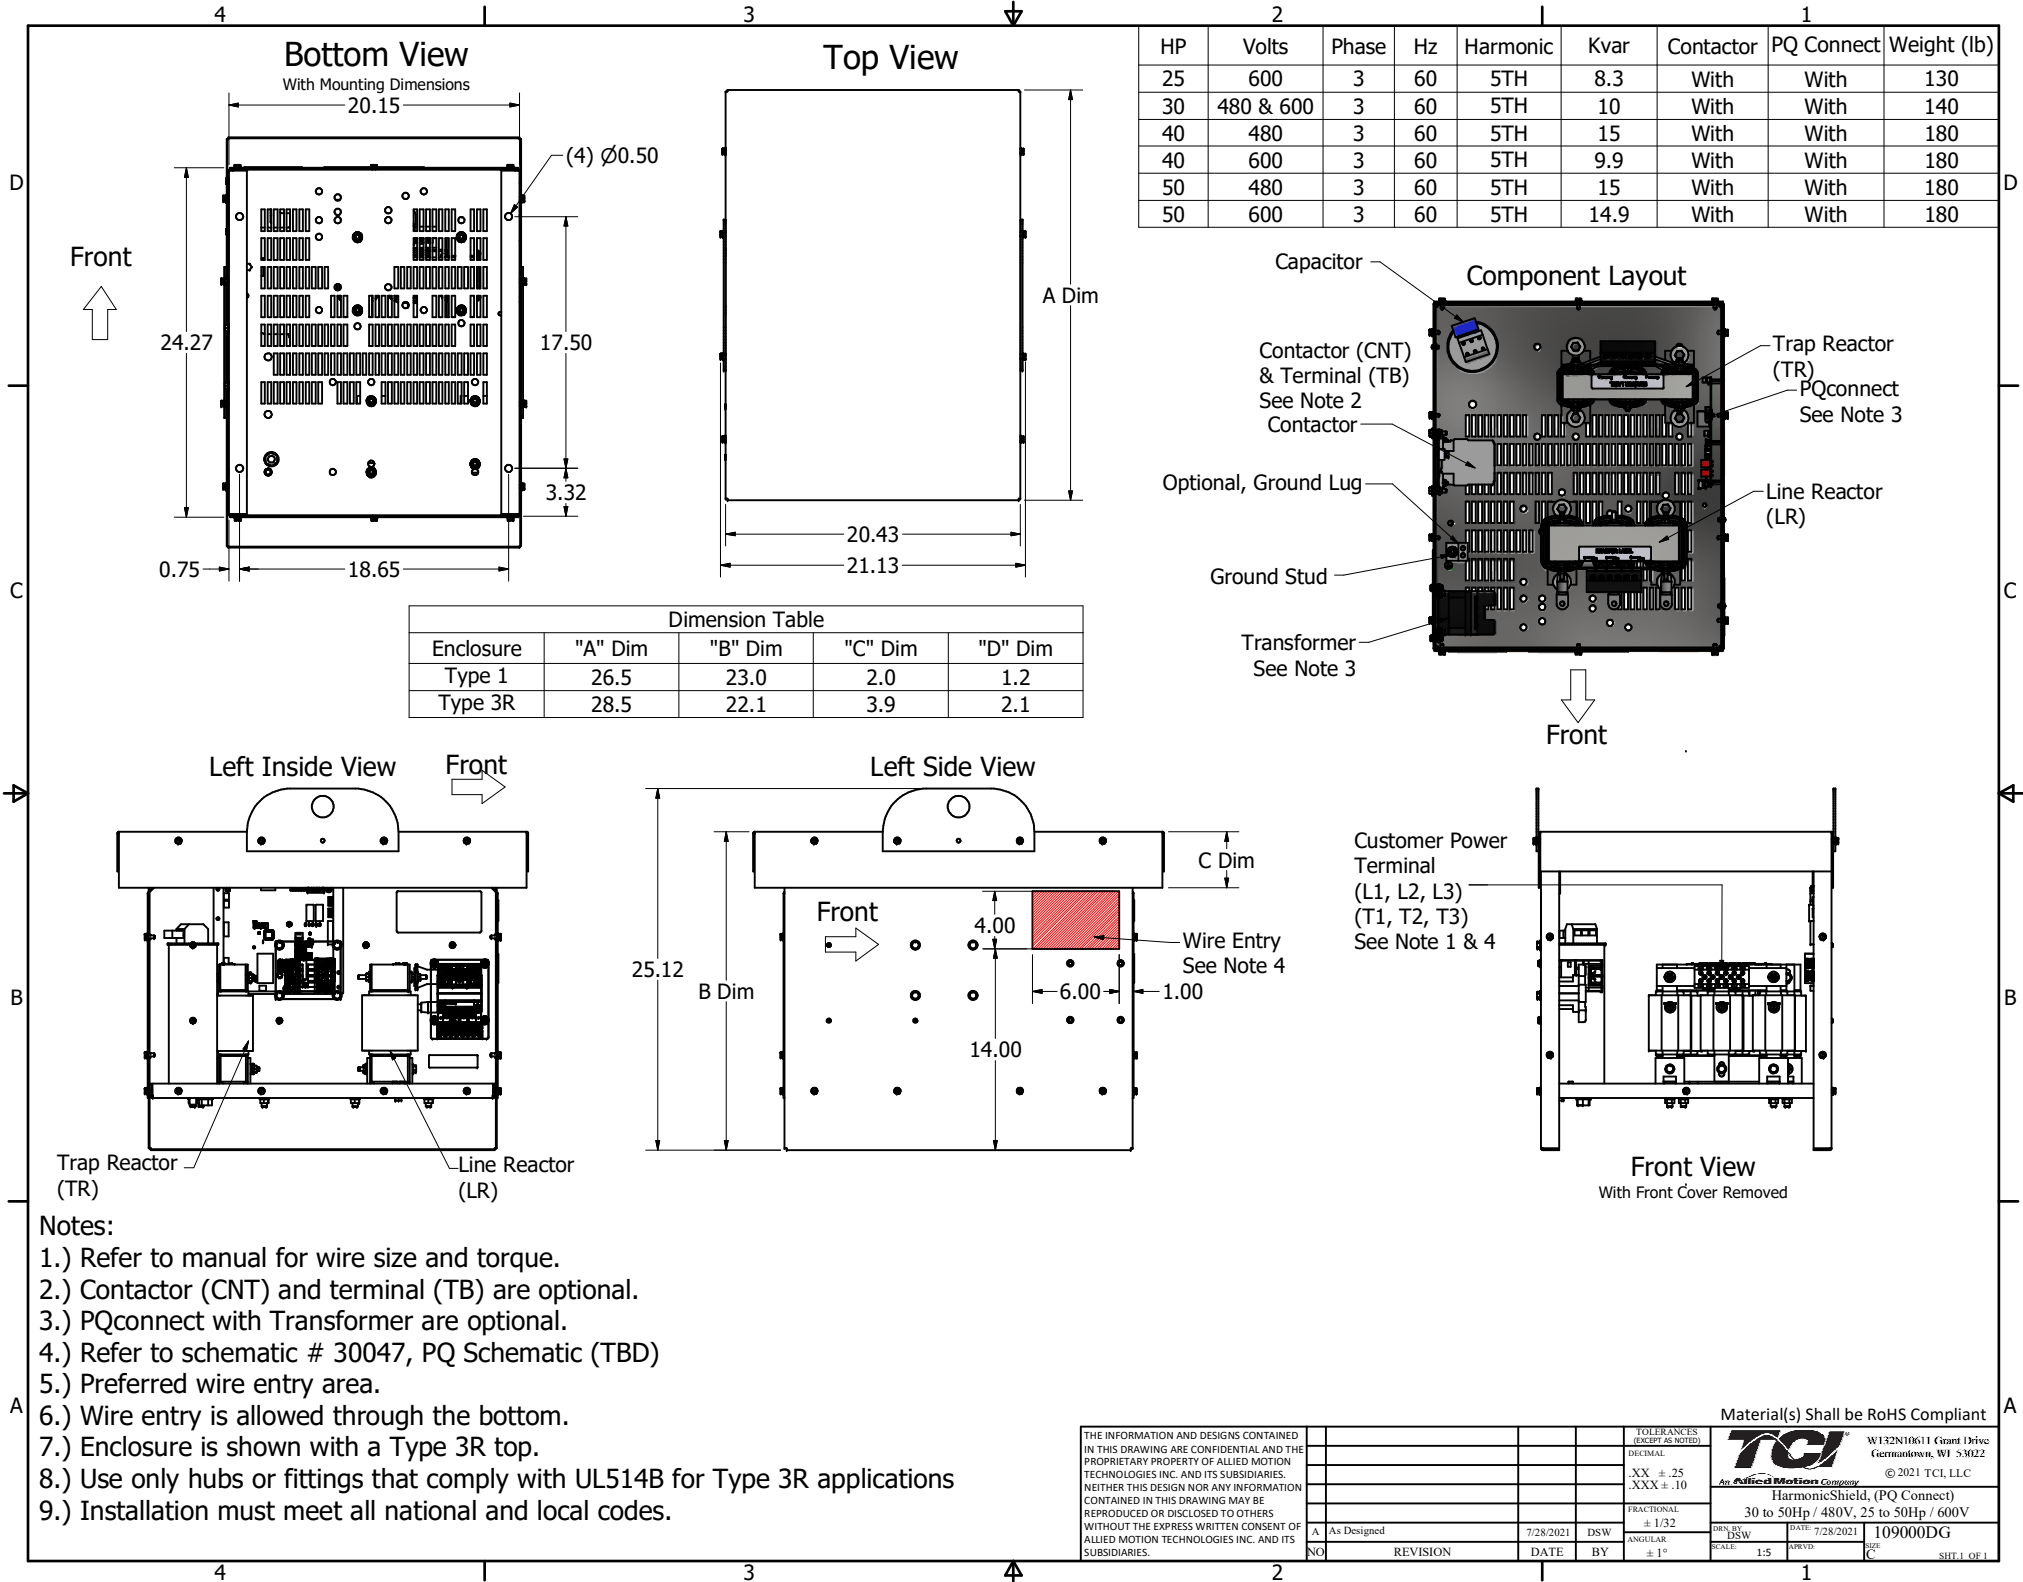 4 3 2 1
Bottom View
With Mounting Dimensions
20.15
(4) Ø0.50
Front
24.27
17.50
3.32
0.75
18.65
Top View
A Dim
20.43
21.13
HP Volts Phase Hz Harmonic Kvar Contactor PQ Connect Weight (lb)
25 600 3 60 5TH 8.3 With With 130
30 480 & 600 3 60 5TH 10 With With 140
40 480 3 60 5TH 15 With With 180
40 600 3 60 5TH 9.9 With With 180
50 480 3 60 5TH 15 With With 180
50 600 3 60 5TH 14.9 With With 180
D D
Component Layout
Capacitor
Contactor (CNT)
& Terminal (TB)
See Note 2
Contactor
Optional, Ground Lug
Ground Stud
Transformer
See Note 3
Trap Reactor
(TR)
PQconnect
See Note 3
Line Reactor
(LR)
Front
C C
Dimension Table
Enclosure "A" Dim "B" Dim "C" Dim "D" Dim
Type 1 26.5 23.0 2.0 1.2
Type 3R 28.5 22.1 3.9 2.1
Left Inside View
Front
Trap Reactor
(TR)
Line Reactor
(LR)
Left Side View
25.12
B Dim
C Dim
Front
4.00
Wire Entry
See Note 4
6.00
1.00
14.00
Customer Power
Terminal
(L1, L2, L3)
(T1, T2, T3)
See Note 1 & 4
Front View
With Front Cover Removed
B B
Notes:
1.) Refer to manual for wire size and torque.
2.) Contactor (CNT) and terminal (TB) are optional.
3.) PQconnect with Transformer are optional.
4.) Refer to schematic # 30047, PQ Schematic (TBD)
5.) Preferred wire entry area.
6.) Wire entry is allowed through the bottom.
7.) Enclosure is shown with a Type 3R top.
8.) Use only hubs or fittings that comply with UL514B for Type 3R applications
9.) Installation must meet all national and local codes.
A A
Material(s) Shall be RoHS Compliant
THE INFORMATION AND DESIGNS CONTAINED
IN THIS DRAWING ARE CONFIDENTIAL AND THE
PROPRIETARY PROPERTY OF ALLIED MOTION
TECHNOLOGIES INC. AND ITS SUBSIDIARIES.
NEITHER THIS DESIGN NOR ANY INFORMATION
CONTAINED IN THIS DRAWING MAY BE
REPRODUCED OR DISCLOSED TO OTHERS
WITHOUT THE EXPRESS WRITTEN CONSENT OF
ALLIED MOTION TECHNOLOGIES INC. AND ITS
SUBSIDIARIES.
A As Designed 7/28/2021 DSW
NO REVISION DATE BY
TOLERANCES
(EXCEPT AS NOTED)
DECIMAL
.XX ± .25
.XXX ± .10
FRACTIONAL
± 1/32
ANGULAR
± 1°
TCI
An Allied Motion Company
W132N10611 Grant Drive
Germantown, WI 53022
© 2021 TCI, LLC
HarmonicShield, (PQ Connect)
30 to 50Hp / 480V, 25 to 50Hp / 600V
DRN. BY DSW
DATE: 7/28/2021
109000DG
SCALE: 1:5
APRVD:
SIZE C
SHT.1 OF 1
4 3 2 1